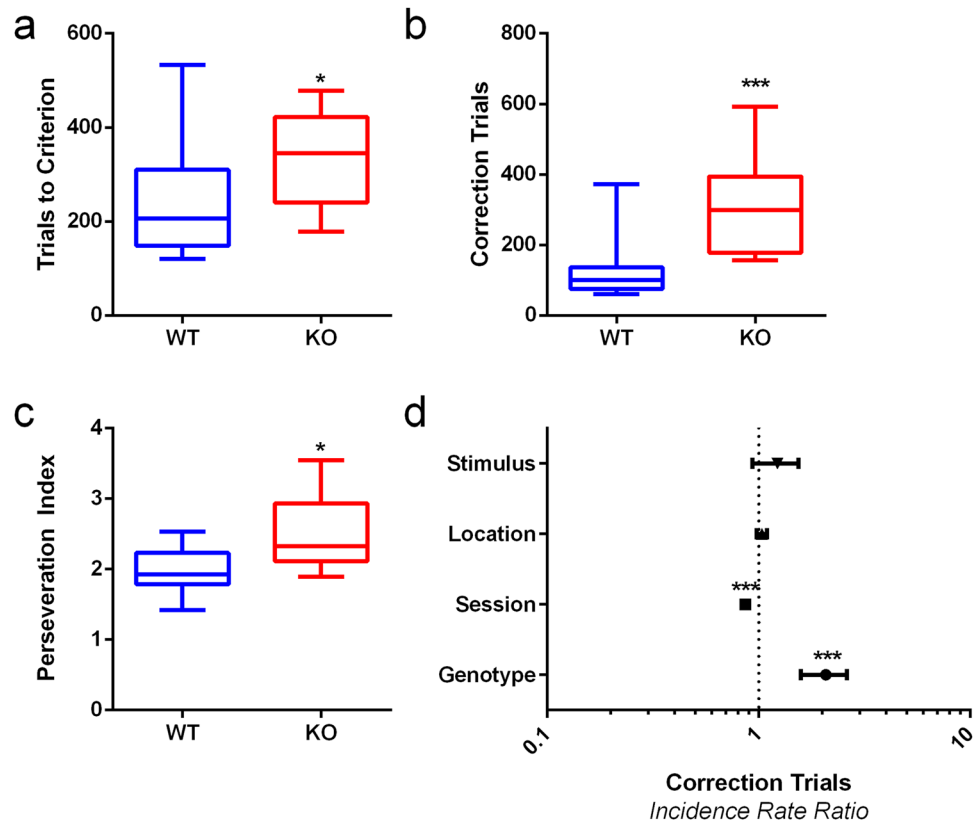 a
Trials to Criterion
600
400
200
0
*
WT
KO
b
Correction Trials
800
600
400
200
0
***
WT
KO
c
Perseveration Index
4
3
2
1
0
*
WT
KO
d
Stimulus
Location
Session
***
Genotype
***
0.1
1
10
Correction Trials
Incidence Rate Ratio